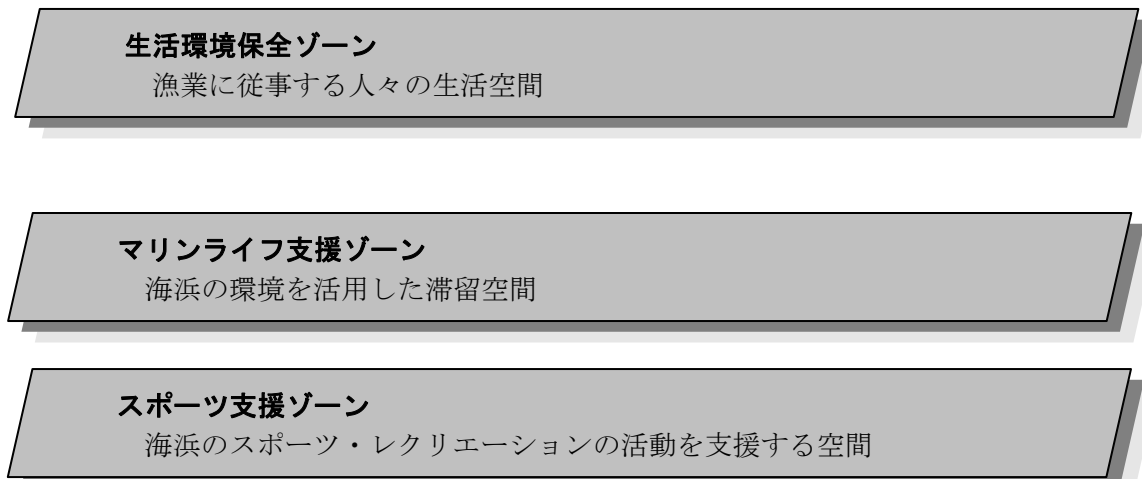 生活環境保全ゾーン
漁業に従事する人々の生活空間
マリンライフ支援ゾーン
海浜の環境を活用した滞留空間
スポーツ支援ゾーン
海浜のスポーツ・レクリエーションの活動を支援する空間